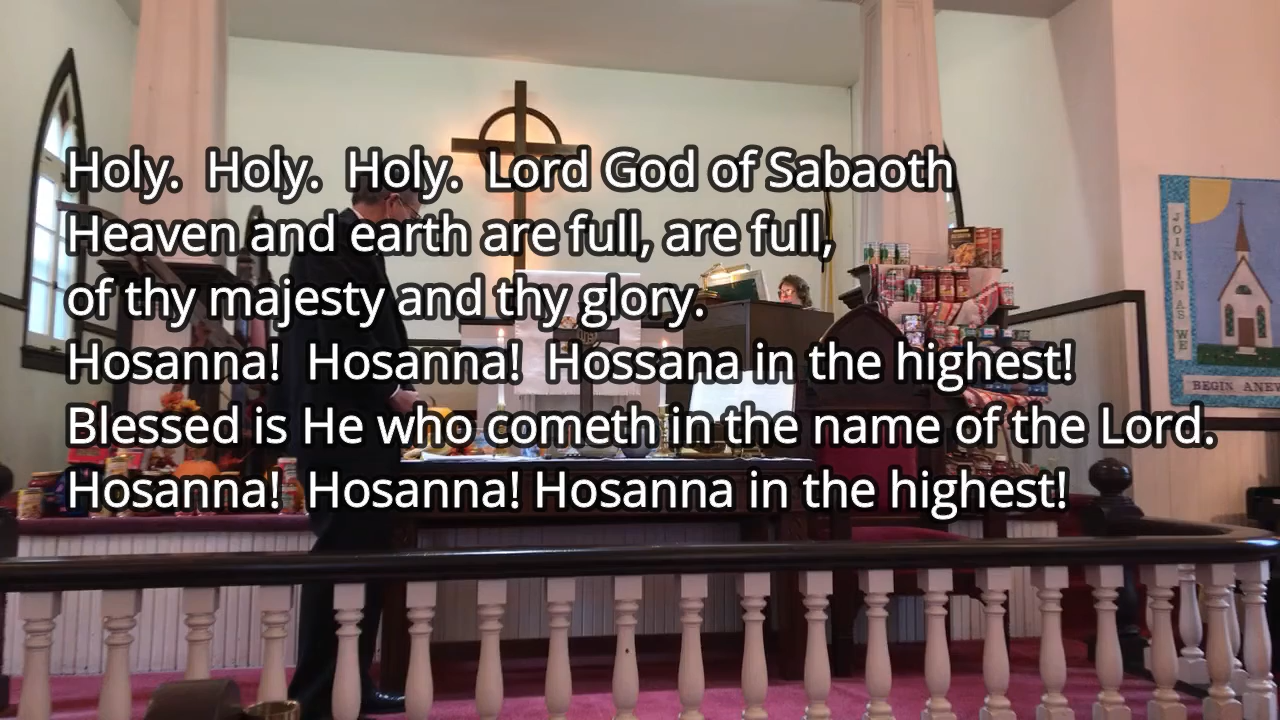 Holy.  Holy.  Holy.  Lord God of Sabaoth
Heaven and earth are full, are full,
of thy majesty and thy glory.
Hosanna!  Hosanna!  Hossana in the highest!
Blessed is He who cometh in the name of the Lord.
Hosanna!  Hosanna! Hosanna in the highest!
JOIN IN AS WE
BEGIN ANEW